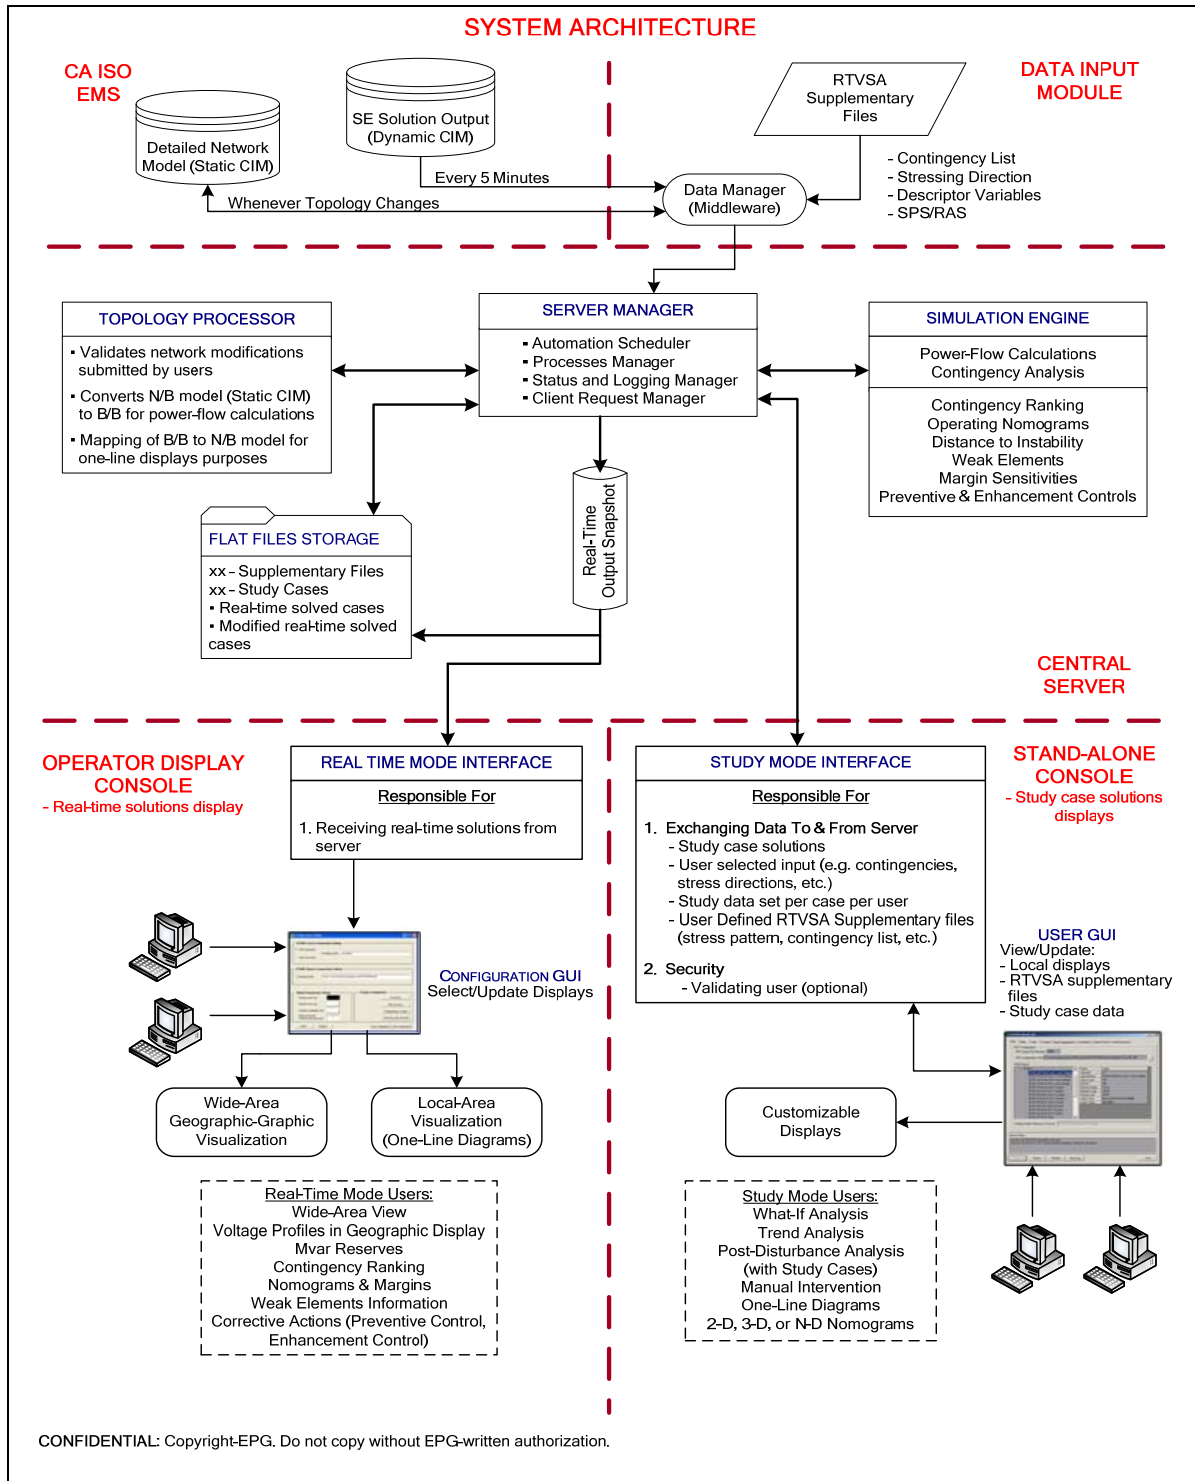 SYSTEM ARCHITECTURE
CA ISO
EMS
DATA INPUT
MODULE
Detailed Network
Model (Static CIM)
SE Solution Output
(Dynamic CIM)
RTVSA
Supplementary
Files
- Contingency List
- Stressing Direction
- Descriptor Variables
- SPS/RAS
Every 5 Minutes
Whenever Topology Changes
Data Manager
(Middleware)
TOPOLOGY PROCESSOR
▪ Validates network modifications
submitted by users
▪ Converts N/B model (Static CIM)
to B/B for power-flow calculations
▪ Mapping of B/B to N/B model for
one-line displays purposes
SERVER MANAGER
▪ Automation Scheduler
▪ Processes Manager
▪ Status and Logging Manager
▪ Client Request Manager
SIMULATION ENGINE
Power-Flow Calculations
Contingency Analysis
Contingency Ranking
Operating Nomograms
Distance to Instability
Weak Elements
Margin Sensitivities
Preventive & Enhancement Controls
FLAT FILES STORAGE
xx - Supplementary Files
xx - Study Cases
▪ Real-time solved cases
▪ Modified real-time solved
cases
Real-Time
Output Snapshot
CENTRAL
SERVER
OPERATOR DISPLAY
CONSOLE
- Real-time solutions display
REAL TIME MODE INTERFACE
Responsible For
1. Receiving real-time solutions from
server
CONFIGURATION GUI
Select/Update Displays
Wide-Area
Geographic-Graphic
Visualization
Local-Area
Visualization
(One-Line Diagrams)
Real-Time Mode Users:
Wide-Area View
Voltage Profiles in Geographic Display
Mvar Reserves
Contingency Ranking
Nomograms & Margins
Weak Elements Information
Corrective Actions (Preventive Control,
Enhancement Control)
STUDY MODE INTERFACE
Responsible For
1. Exchanging Data To & From Server
- Study case solutions
- User selected input (e.g. contingencies,
stress directions, etc.)
- Study data set per case per user
- User Defined RTVSA Supplementary files
(stress pattern, contingency list, etc.)
2. Security
- Validating user (optional)
STAND-ALONE
CONSOLE
- Study case solutions
displays
USER GUI
View/Update:
- Local displays
- RTVSA supplementary
files
- Study case data
Customizable
Displays
Study Mode Users:
What-If Analysis
Trend Analysis
Post-Disturbance Analysis
(with Study Cases)
Manual Intervention
One-Line Diagrams
2-D, 3-D, or N-D Nomograms
CONFIDENTIAL: Copyright-EPG. Do not copy without EPG-written authorization.